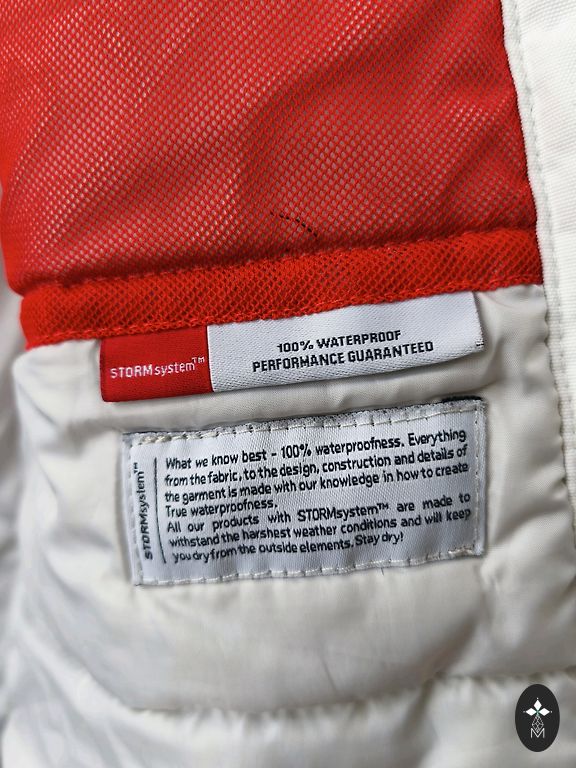 STORMsystem™
100% WATERPROOF
PERFORMANCE GUARANTEED
STORMsystem™
What we know best - 100% waterproofness. Everything
from the fabric, to the design, construction and details of
the garment is made with our knowledge in how to create
True waterproofness.
All our products with STORMsystem™ are made to
withstand the harshest weather conditions and will keep
you dry from the outside elements. Stay dry!
M